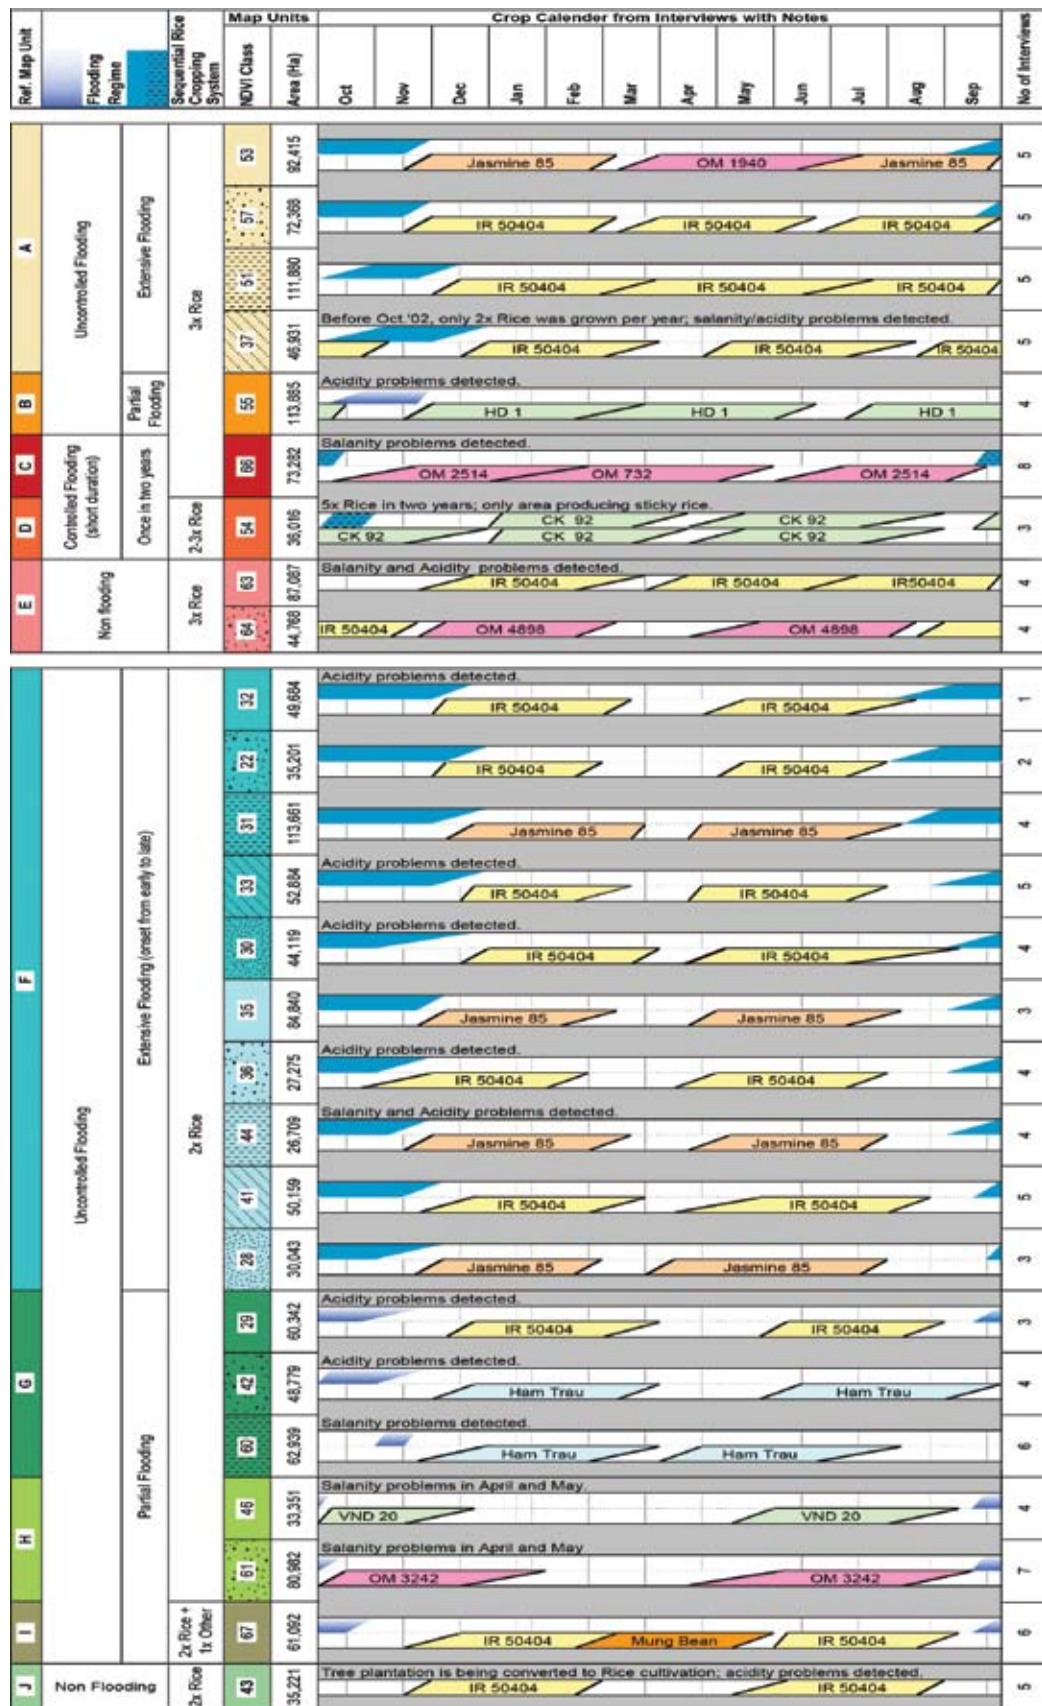 Ref. Map Unit
Flooding Regime
Sequential Rice Cropping System
Map Units
NDVI Class
Area (Ha)
Crop Calender from Interviews with Notes
Oct Nov Dec Jan Feb Mar Apr May Jun Jul Aug Sep
No of Interviews
A
Uncontrolled Flooding
Extensive Flooding
3x Rice
53 92,415 Jasmine 85 OM 1940 Jasmine 85 5
57 72,368 IR 50404 IR 50404 IR 50404 5
51 111,880 IR 50404 IR 50404 IR 50404 5
Before Oct.'02, only 2x Rice was grown per year; salanity/acidity problems detected.
37 46,931 IR 50404 IR 50404 IR 50404 5
B
Partial Flooding
Acidity problems detected.
55 113,885 HD 1 HD 1 HD 1 4
C
Controlled Flooding (short duration)
Once in two years
Salanity problems detected.
66 73,282 OM 2514 OM 732 OM 2514 8
D
2-3x Rice
5x Rice in two years; only area producing sticky rice.
54 36,016 CK 92 CK 92 3
CK 92 CK 92 CK 92
E
Non flooding
3x Rice
Salanity and Acidity problems detected.
63 87,087 IR 50404 IR 50404 IR50404 4
64 44,768 IR 50404 OM 4898 OM 4898 4
F
Uncontrolled Flooding
Extensive Flooding (onset from early to late)
2x Rice
Acidity problems detected.
32 49,684 IR 50404 IR 50404 1
22 35,201 IR 50404 IR 50404 2
31 113,661 Jasmine 85 Jasmine 85 4
Acidity problems detected.
33 52,884 IR 50404 IR 50404 5
Acidity problems detected.
30 44,119 IR 50404 IR 50404 4
35 84,840 Jasmine 85 Jasmine 85 3
Acidity problems detected.
36 27,275 IR 50404 IR 50404 4
Salanity and Acidity problems detected.
44 26,709 Jasmine 85 Jasmine 85 4
41 50,159 IR 50404 IR 50404 5
28 30,043 Jasmine 85 Jasmine 85 3
G
Partial Flooding
Acidity problems detected.
29 60,342 IR 50404 IR 50404 3
Acidity problems detected.
42 48,779 Ham Trau Ham Trau 4
Salanity problems detected.
60 62,939 Ham Trau Ham Trau 6
H
Salanity problems in April and May.
46 33,351 VND 20 VND 20 4
Salanity problems in April and May
61 80,982 OM 3242 OM 3242 7
I
2x Rice + 1x Other
67 61,092 IR 50404 Mung Bean IR 50404 6
J
Non Flooding
2x Rice
Tree plantation is being converted to Rice cultivation; acidity problems detected.
43 35,221 IR 50404 IR 50404 5